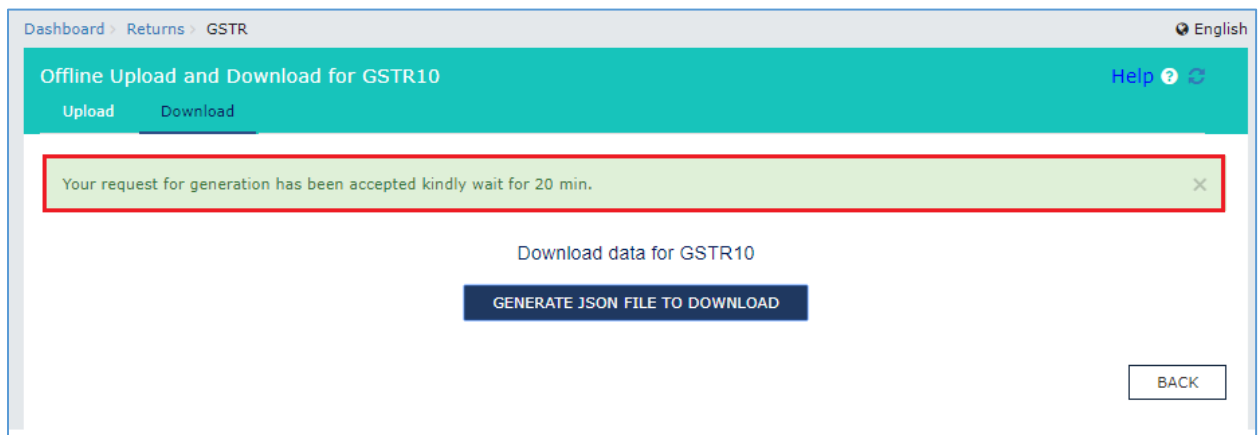 Dashboard > Returns > GSTR English
Offline Upload and Download for GSTR10 Help ?
Upload Download
Your request for generation has been accepted kindly wait for 20 min. ×
Download data for GSTR10
GENERATE JSON FILE TO DOWNLOAD
BACK